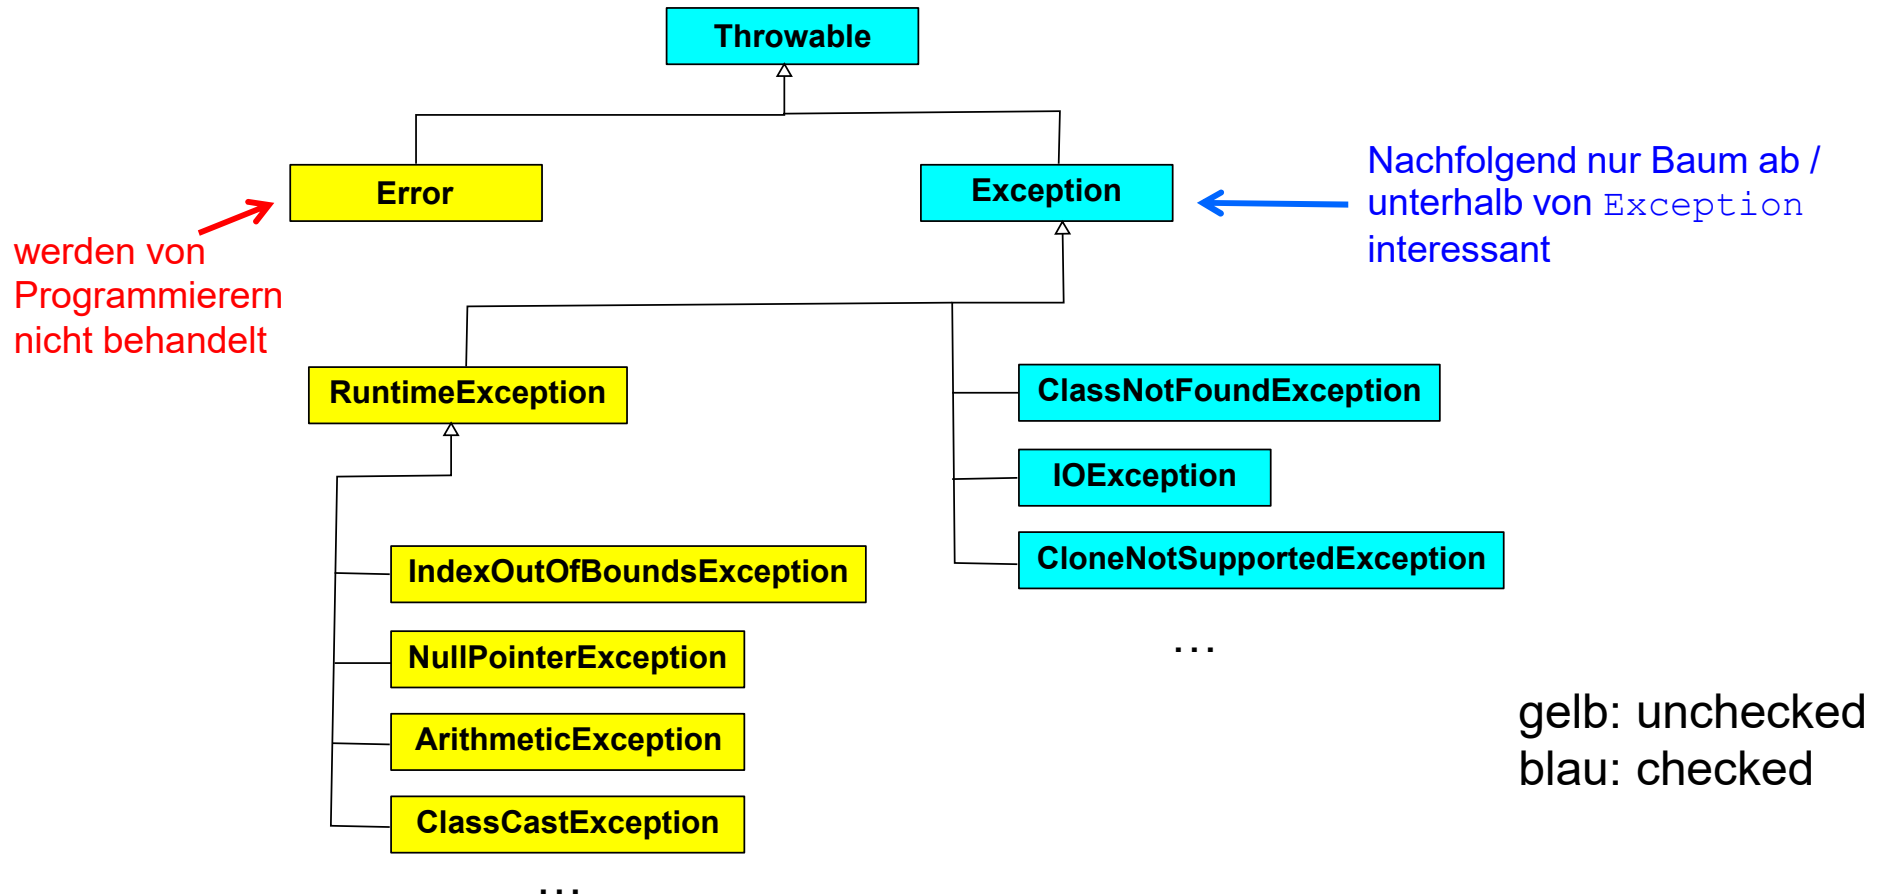 Throwable
Error
Exception
Nachfolgend nur Baum ab /
unterhalb von Exception
interessant
werden von
Programmierern
nicht behandelt
RuntimeException
ClassNotFoundException
IOException
CloneNotSupportedException
…
IndexOutOfBoundsException
NullPointerException
ArithmeticException
ClassCastException
…
gelb: unchecked
blau: checked